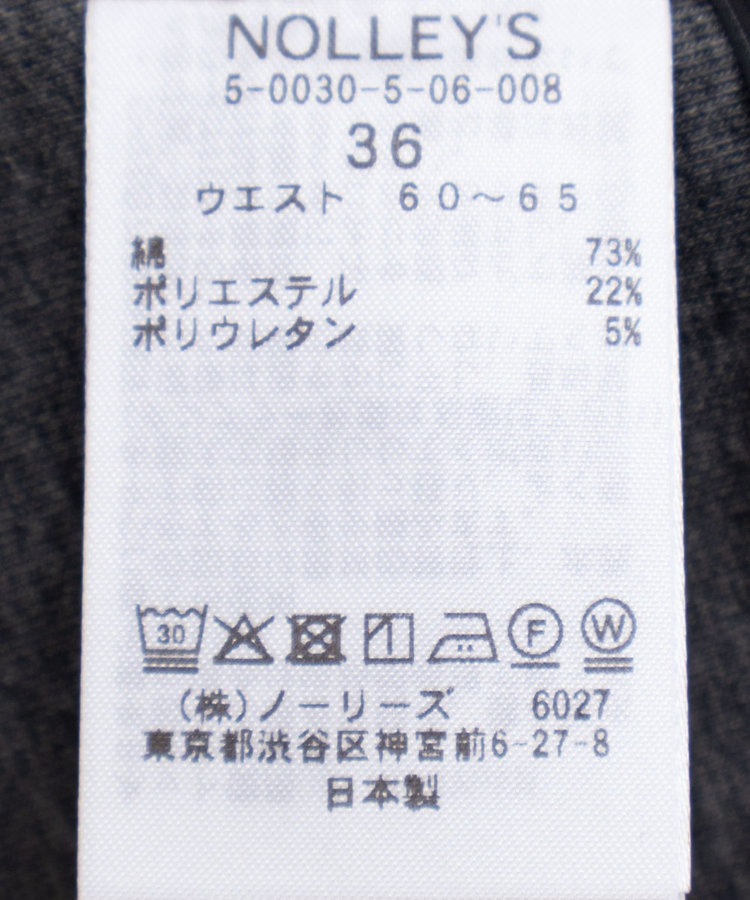 NOLLEY'S
5-0030-5-06-008
36
ウエスト 60～65
綿 73%
ポリエステル 22%
ポリウレタン 5%
30 F W
(株)ノーリーズ 6027
東京都渋谷区神宮前6-27-8
日本製